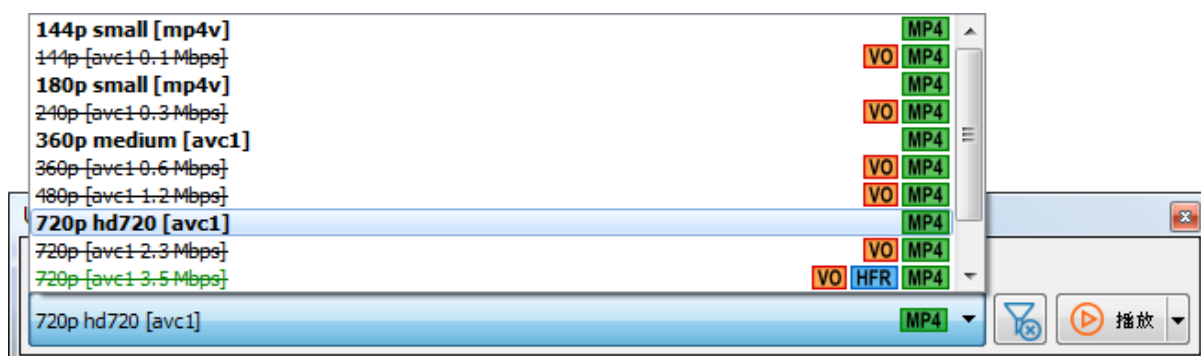 144p small [mp4v] MP4
144p [avc1 0.1 Mbps] VO MP4
180p small [mp4v] MP4
240p [avc1 0.3 Mbps] VO MP4
360p medium [avc1] MP4
360p [avc1 0.6 Mbps] VO MP4
480p [avc1 1.2 Mbps] VO MP4
720p hd720 [avc1] MP4
720p [avc1 2.3 Mbps] VO MP4
720p [avc1 3.5 Mbps] VO HFR MP4
720p hd720 [avc1] MP4 播放